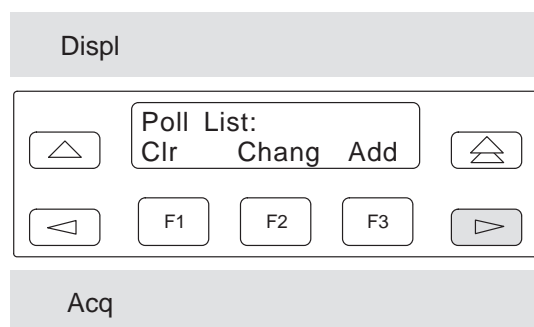 Displ
Poll List:
Clr Chang Add
F1 F2 F3
Acq